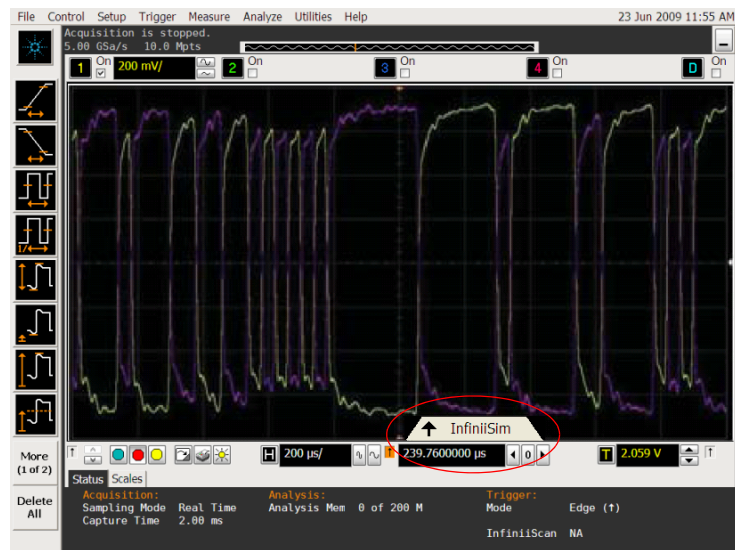 File Control Setup Trigger Measure Analyze Utilities Help 23 Jun 2009 11:55 AM
Acquisition is stopped.
5.00 GSa/s 10.0 Mpts
1 On 200 mV/ 2 On 3 On 4 On D On
1/
InfiniiSim
More
(1 of 2)
H 200 µs/ 239.7600000 µs 0 T 2.059 V
Status Scales
Delete
All
Acquisition: Analysis: Trigger:
Sampling Mode Real Time Analysis Mem 0 of 200 M Mode Edge (↑)
Capture Time 2.00 ms
InfiniiScan NA